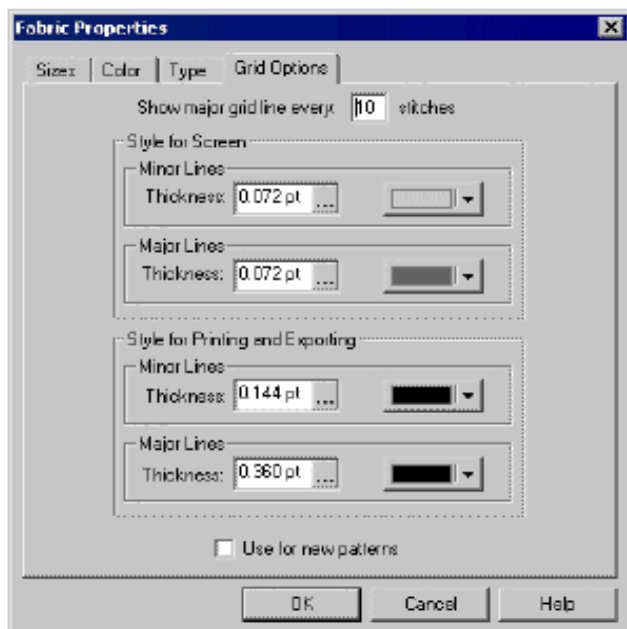 Fabric Properties
Sizes Color Type Grid Options
Show major grid line every: 10 stitches
Style for Screen
Minor Lines
Thickness: 0.072 pt ...
Major Lines
Thickness: 0.072 pt ...
Style for Printing and Exporting
Minor Lines
Thickness: 0.144 pt ...
Major Lines
Thickness: 0.360 pt ...
Use for new patterns
OK Cancel Help